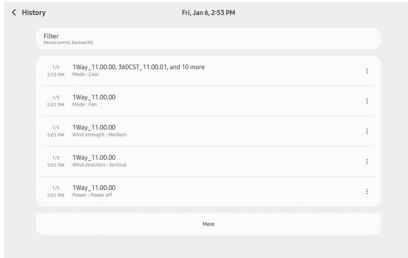 History
Fri, Jan 6, 2:53 PM
Filter
Device control, Devices(30)
1/5 1Way_11.00.00, 360CST_11.00.01, and 10 more
2:53 PM Mode : Cool
1/5 1Way_11.00.00
5:01 PM Mode : Fan
1/5 1Way_11.00.00
5:01 PM Wind strength : Medium
1/5 1Way_11.00.00
5:01 PM Wind direction : Vertical
1/5 1Way_11.00.00
5:01 PM Power : Power off
More